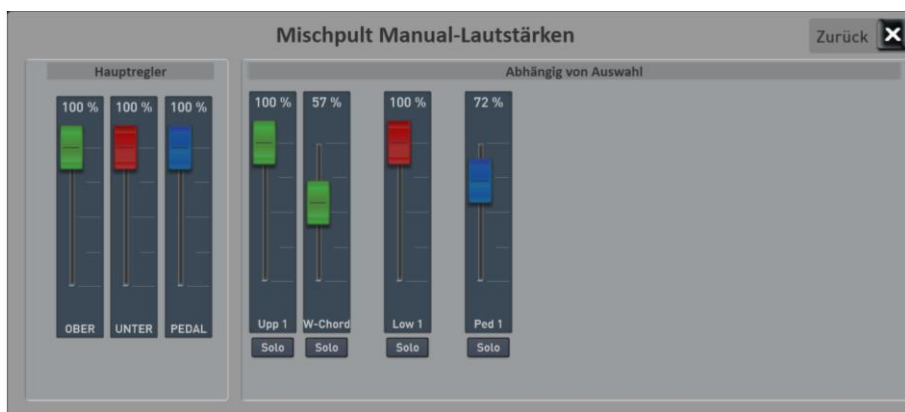 Mischpult Manual-Lautstärken
Zurück
Hauptregler
100 % 100 % 100 %
OBER UNTER PEDAL
Abhängig von Auswahl
100 % 57 % 100 % 72 %
Upp 1 W-Chord Low 1 Ped 1
Solo Solo Solo Solo